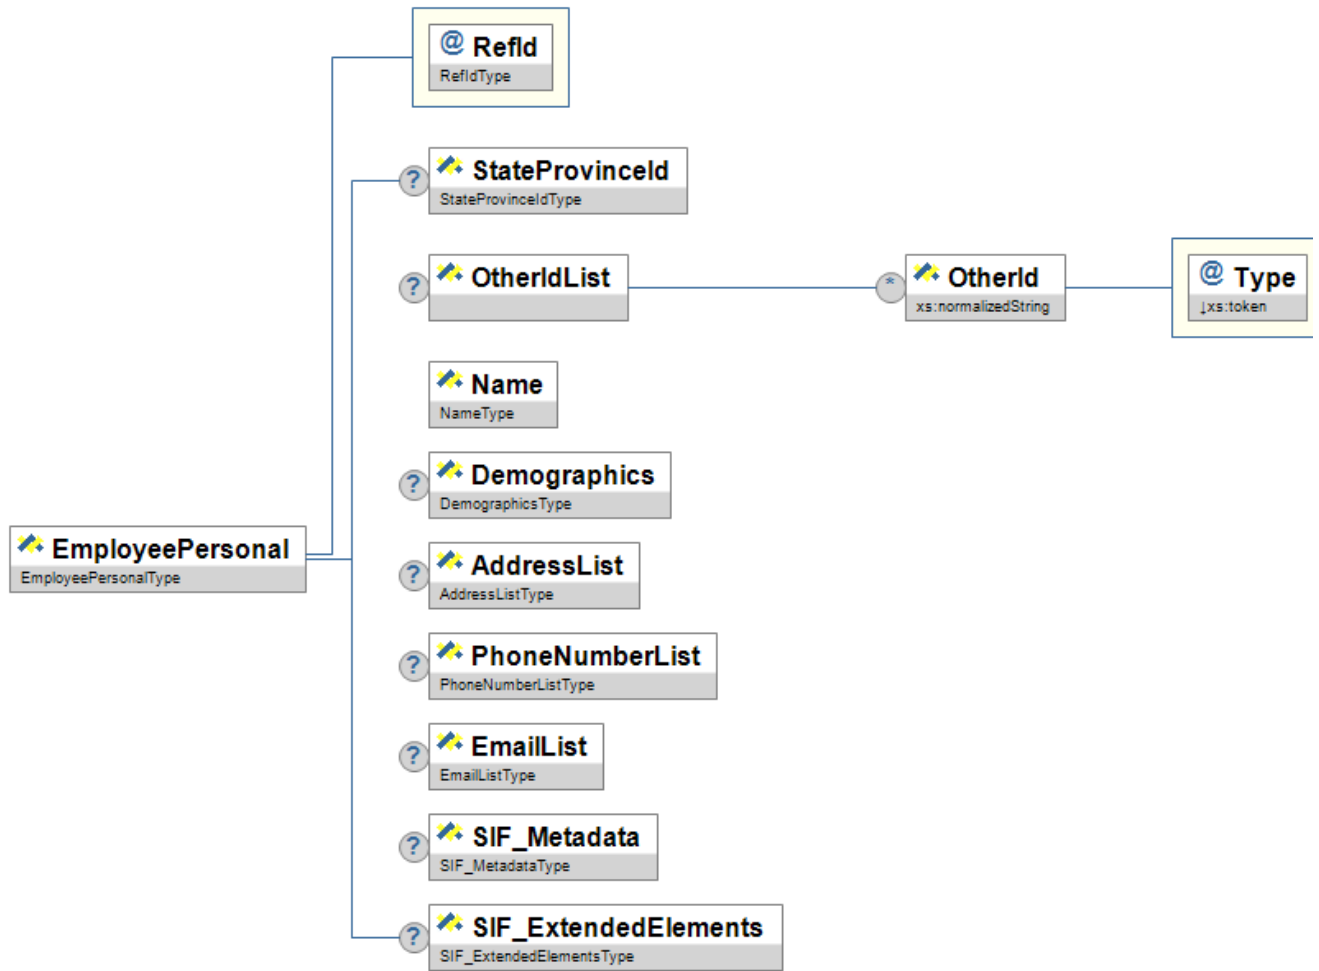 @ RefId
RefIdType
? StateProvinceId
StateProvinceIdType
? OtherIdList
* OtherId
xs:normalizedString
@ Type
↓xs:token
Name
NameType
? Demographics
DemographicsType
EmployeePersonal
EmployeePersonalType
? AddressList
AddressListType
? PhoneNumberList
PhoneNumberListType
? EmailList
EmailListType
? SIF_Metadata
SIF_MetadataType
? SIF_ExtendedElements
SIF_ExtendedElementsType